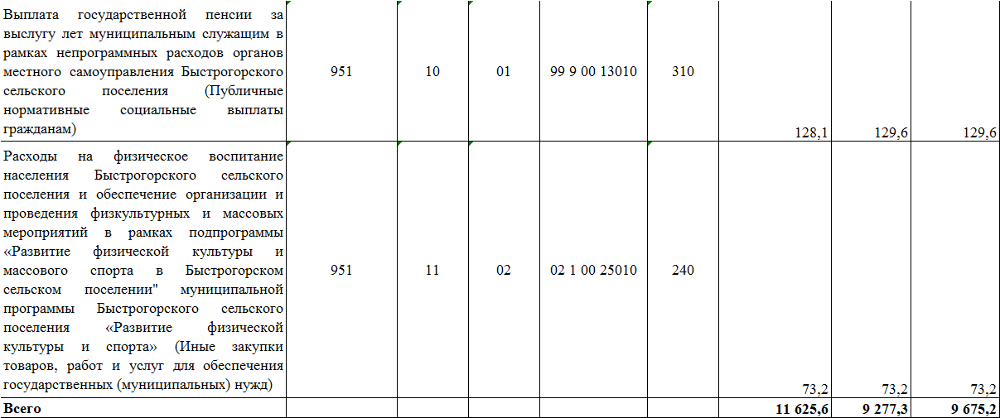 Выплата государственной пенсии за
выслугу лет муниципальным служащим в
рамках непрограммных расходов органов
местного самоуправления Быстрогорского
сельского поселения (Публичные
нормативные социальные выплаты
гражданам)
951 10 01 99 9 00 13010 310
128,1 129,6 129,6
Расходы на физическое воспитание
населения Быстрогорского сельского
поселения и обеспечение организации и
проведения физкультурных и массовых
мероприятий в рамках подпрограммы
«Развитие физической культуры и
массового спорта в Быстрогорском
сельском поселении" муниципальной
программы Быстрогорского сельского
поселения «Развитие физической
культуры и спорта» (Иные закупки
товаров, работ и услуг для обеспечения
государственных (муниципальных) нужд)
951 11 02 02 1 00 25010 240
73,2 73,2 73,2
Всего 11 625,6 9 277,3 9 675,2